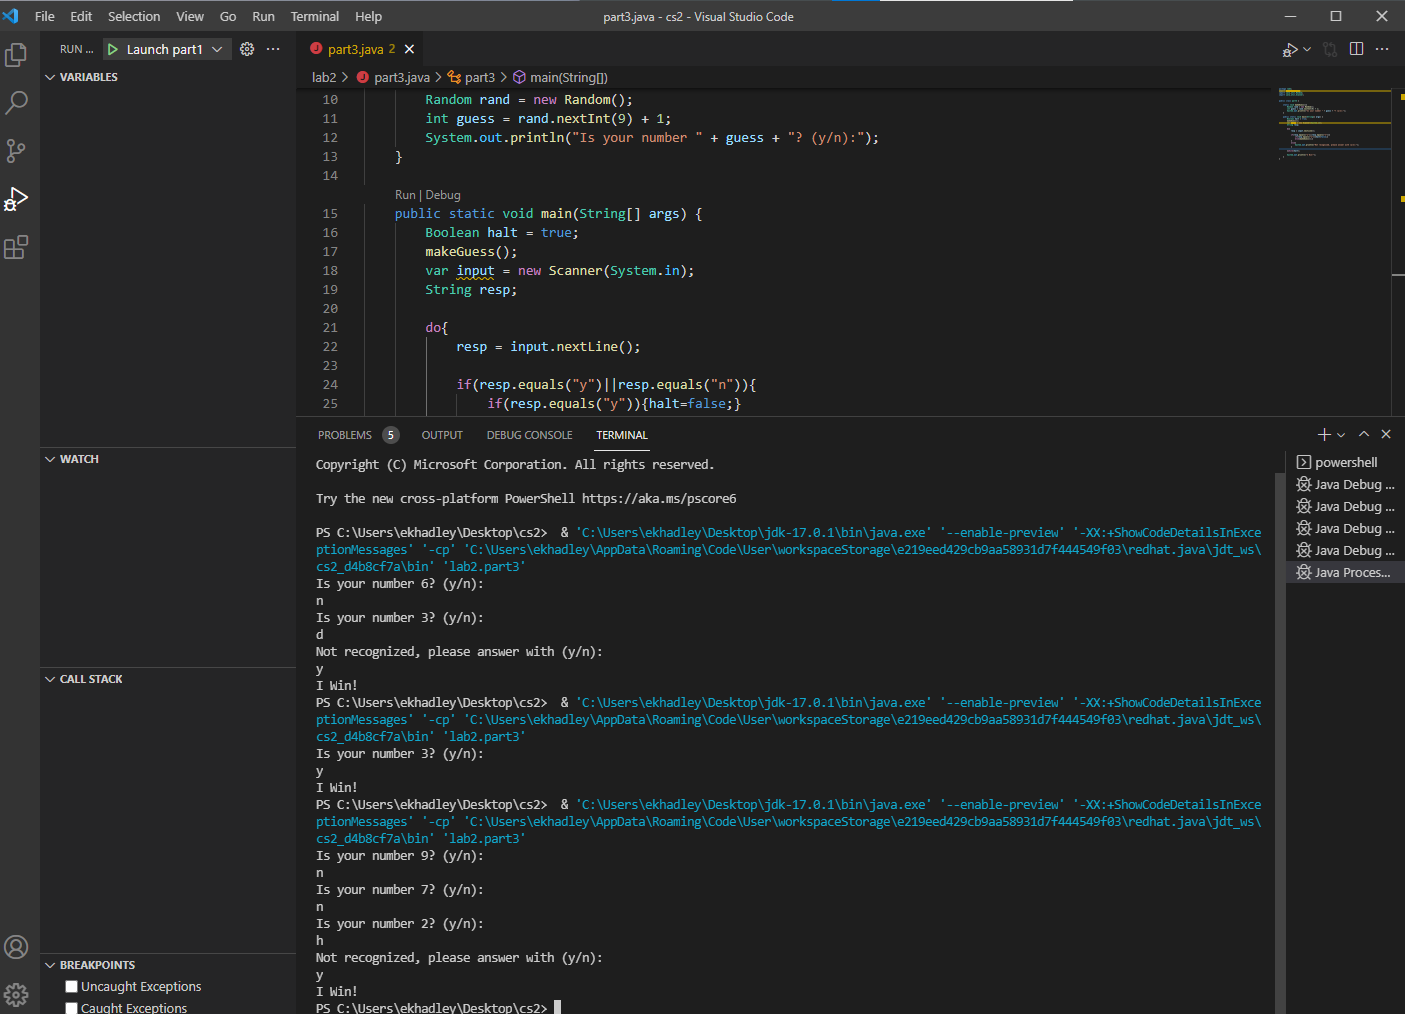 File Edit Selection View Go Run Terminal Help
part3.java - cs2 - Visual Studio Code
RUN ... Launch part1
VARIABLES
WATCH
CALL STACK
BREAKPOINTS
Uncaught Exceptions
Caught Exceptions
part3.java 2
lab2 > part3.java > part3 > main(String[])
10 Random rand = new Random();
11 int guess = rand.nextInt(9) + 1;
12 System.out.println("Is your number " + guess + "? (y/n):");
13 }
14
Run | Debug
15 public static void main(String[] args) {
16 Boolean halt = true;
17 makeGuess();
18 var input = new Scanner(System.in);
19 String resp;
20
21 do{
22 resp = input.nextLine();
23
24 if(resp.equals("y")||resp.equals("n")){
25 if(resp.equals("y")){halt=false;}
PROBLEMS 5 OUTPUT DEBUG CONSOLE TERMINAL
Copyright (C) Microsoft Corporation. All rights reserved.
Try the new cross-platform PowerShell https://aka.ms/pscore6
PS C:\Users\ekhadley\Desktop\cs2>  & 'C:\Users\ekhadley\Desktop\jdk-17.0.1\bin\java.exe' '--enable-preview' '-XX:+ShowCodeDetailsInExce
ptionMessages' '-cp' 'C:\Users\ekhadley\AppData\Roaming\Code\User\workspaceStorage\e219eed429cb9aa58931d7f444549f03\redhat.java\jdt_ws\
cs2_d4b8cf7a\bin' 'lab2.part3'
Is your number 6? (y/n):
n
Is your number 3? (y/n):
d
Not recognized, please answer with (y/n):
y
I Win!
PS C:\Users\ekhadley\Desktop\cs2>  & 'C:\Users\ekhadley\Desktop\jdk-17.0.1\bin\java.exe' '--enable-preview' '-XX:+ShowCodeDetailsInExce
ptionMessages' '-cp' 'C:\Users\ekhadley\AppData\Roaming\Code\User\workspaceStorage\e219eed429cb9aa58931d7f444549f03\redhat.java\jdt_ws\
cs2_d4b8cf7a\bin' 'lab2.part3'
Is your number 3? (y/n):
y
I Win!
PS C:\Users\ekhadley\Desktop\cs2>  & 'C:\Users\ekhadley\Desktop\jdk-17.0.1\bin\java.exe' '--enable-preview' '-XX:+ShowCodeDetailsInExce
ptionMessages' '-cp' 'C:\Users\ekhadley\AppData\Roaming\Code\User\workspaceStorage\e219eed429cb9aa58931d7f444549f03\redhat.java\jdt_ws\
cs2_d4b8cf7a\bin' 'lab2.part3'
Is your number 9? (y/n):
n
Is your number 7? (y/n):
n
Is your number 2? (y/n):
h
Not recognized, please answer with (y/n):
y
I Win!
PS C:\Users\ekhadley\Desktop\cs2>
powershell
Java Debug ...
Java Debug ...
Java Debug ...
Java Debug ...
Java Proces...